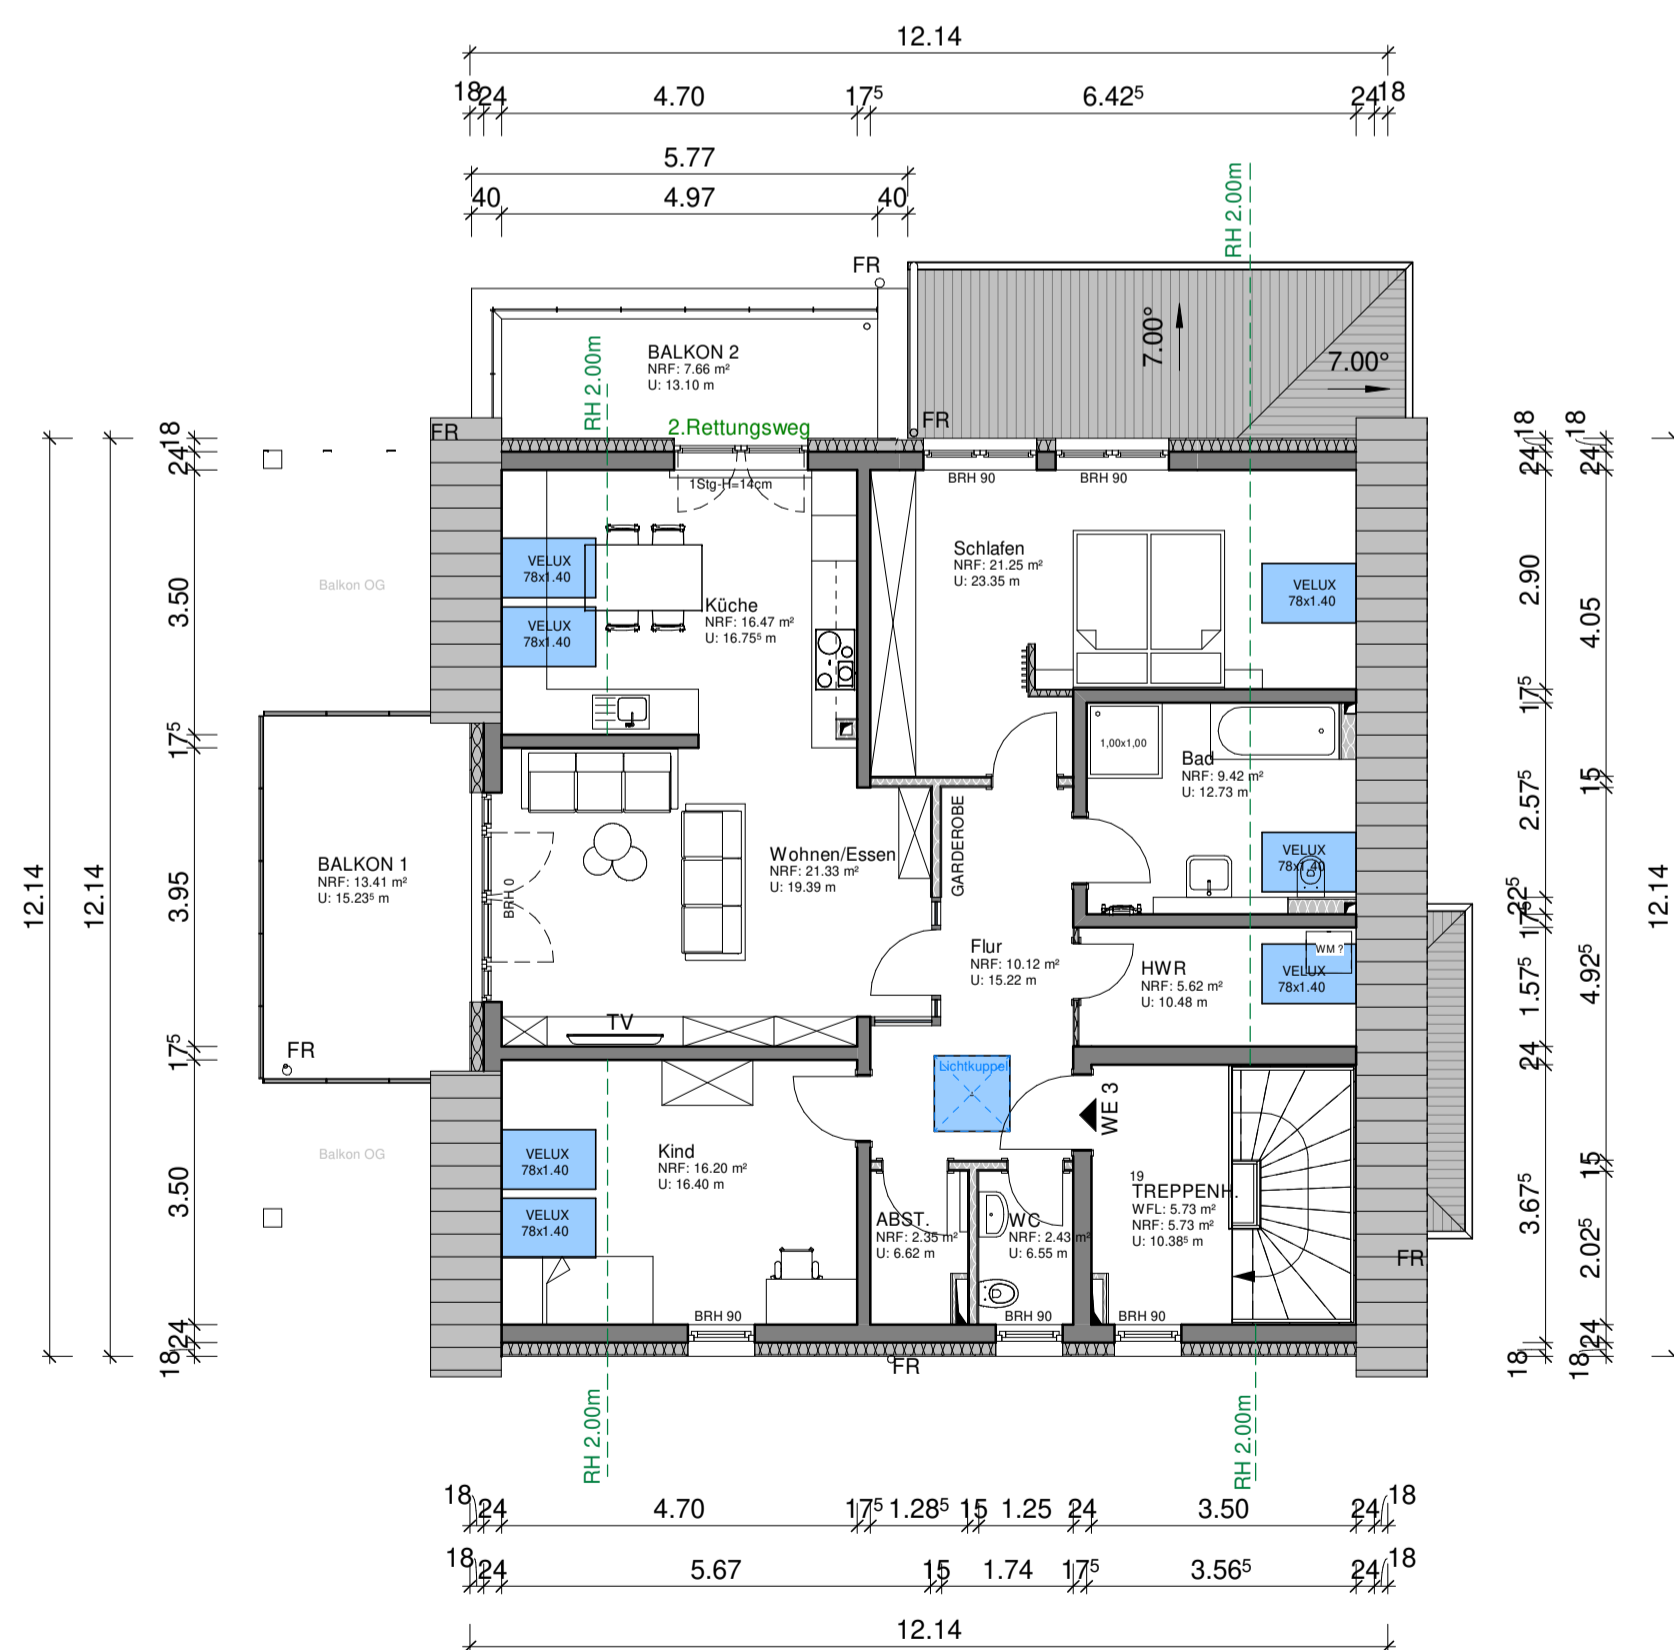 12.14
18 24 4.70 17⁵ 6.42⁵ 24 18
5.77
40 4.97 40
RH 2.00m
RH 2.00m
FR
7.00°
7.00°
BALKON 2
NRF: 7.66 m²
U: 13.10 m
2.Rettungsweg
FR
FR
1Stg-H=14cm
BRH 90
BRH 90
VELUX
78x1.40
VELUX
78x1.40
Küche
NRF: 16.47 m²
U: 16.75⁵ m
Schlafen
NRF: 21.25 m²
U: 23.35 m
VELUX
78x1.40
Balkon OG
1,00x1,00
Bad
NRF: 9.42 m²
U: 12.73 m
VELUX
78x1.40
GARDEROBE
BALKON 1
NRF: 13.41 m²
U: 15.23⁵ m
BRH 0
Wohnen/Essen
NRF: 21.33 m²
U: 19.39 m
Flur
NRF: 10.12 m²
U: 15.22 m
HWR
NRF: 5.62 m²
U: 10.48 m
WM ?
VELUX
78x1.40
TV
FR
Lichtkuppel
WE 3
Balkon OG
VELUX
78x1.40
VELUX
78x1.40
Kind
NRF: 16.20 m²
U: 16.40 m
ABST.
NRF: 2.35 m²
U: 6.62 m
WC
NRF: 2.43 m²
U: 6.55 m
19
TREPPENH.
WFL: 5.73 m²
NRF: 5.73 m²
U: 10.38⁵ m
FR
BRH 90
BRH 90
BRH 90
FR
RH 2.00m
RH 2.00m
12.14
12.14
18 24 3.50 17⁵ 3.95 17⁵ 3.50 24 18
18 24 2.90 17⁵ 2.57⁵ 17⁵ 1.57⁵ 24 3.67⁵ 18
18 24 4.05 15 4.92⁵ 15 2.02⁵ 24 18
12.14
18 24 4.70 17⁵ 1.28⁵ 15 1.25 24 3.50 24 18
18 24 5.67 15 1.74 17⁵ 3.56⁵ 24 18
12.14